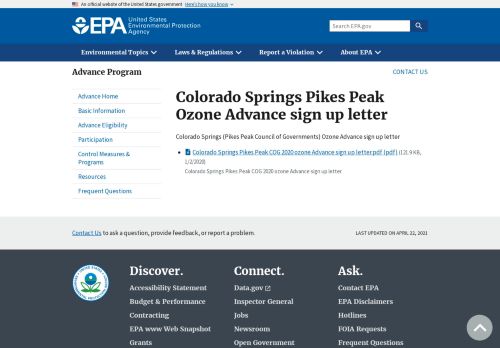 An official website of the United States government Here's how you know
EPA United States
Environmental Protection
Agency
Search EPA.gov
Environmental Topics Laws & Regulations Report a Violation About EPA
Advance Program CONTACT US
Advance Home
Basic Information
Advance Eligibility
Participation
Control Measures &
Programs
Resources
Frequent Questions
Colorado Springs Pikes Peak
Ozone Advance sign up letter
Colorado Springs (Pikes Peak Council of Governments) Ozone Advance sign up letter
Colorado Springs Pikes Peak COG 2020 ozone Advance sign up letter.pdf (pdf) (121.9 KB,
1/2/2020)
Colorado Springs Pikes Peak COG 2020 ozone Advance sign up letter
Contact Us to ask a question, provide feedback, or report a problem. LAST UPDATED ON APRIL 22, 2021
Discover.
Accessibility Statement
Budget & Performance
Contracting
EPA www Web Snapshot
Grants
Connect.
Data.gov
Inspector General
Jobs
Newsroom
Open Government
Ask.
Contact EPA
EPA Disclaimers
Hotlines
FOIA Requests
Frequent Questions